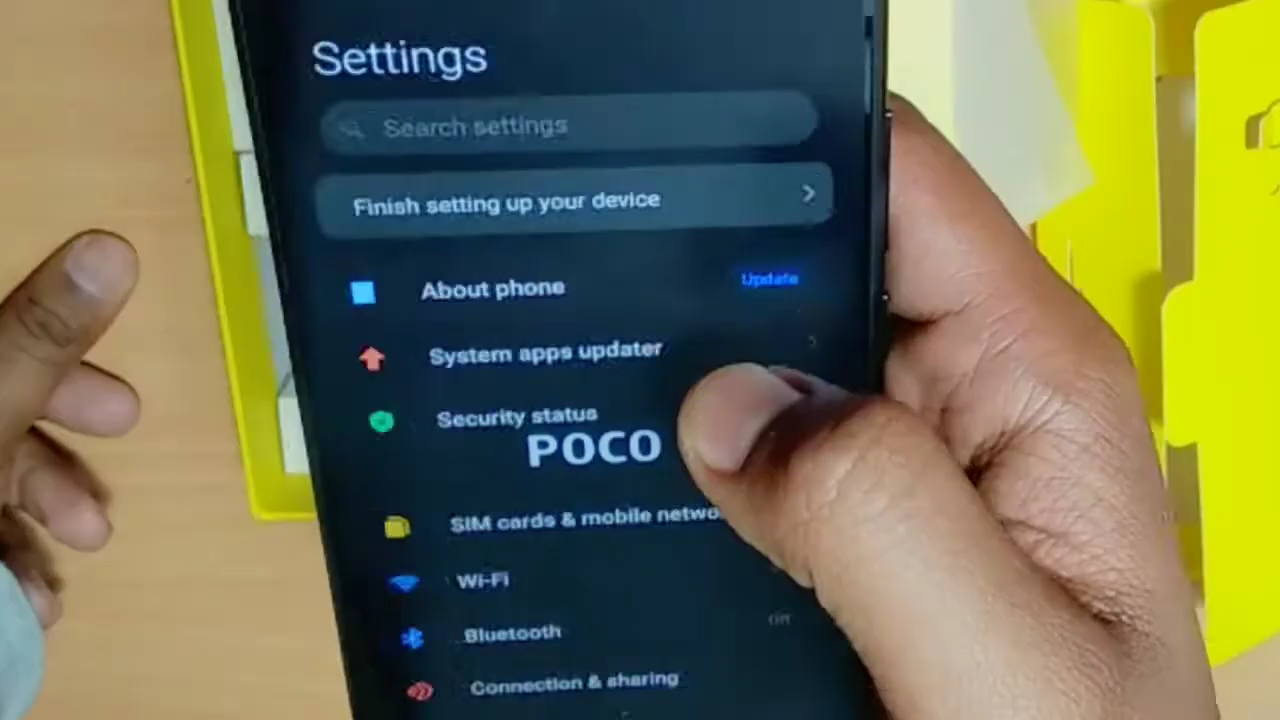 Settings
Search settings
Finish setting up your device
About phone
Update
System apps updater
Security status
POCO
SIM cards & mobile
Wi-Fi
Bluetooth
Connection & sharing